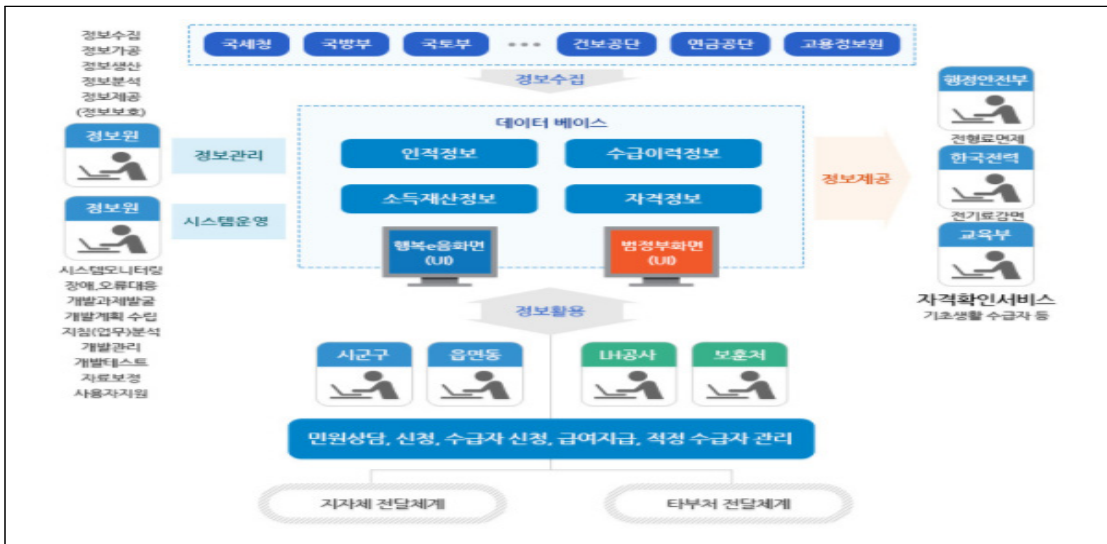 정보수집
정보가공
정보생산
정보분석
정보제공
(정보보호)
정보원
정보원
시스템모니터링
장애,오류대응
개발과제발굴
개발계획 수립
지침(업무)분석
개발관리
개발테스트
자료보정
사용자지원
정보관리
시스템운영
국세청 국방부 국토부 ••• 건보공단 연금공단 고용정보원
정보수집
데이터 베이스
인적정보 수급이력정보
소득재산정보 자격정보
행복e음화면 범정부화면
(UI) (UI)
정보활용
시군구 읍면동 LH공사 보훈처
민원상담, 신청, 수급자 신청, 급여지급, 적정 수급자 관리
지자체 전달체계 타부처 전달체계
정보제공
행정안전부
전형료면제
한국전력
전기료감면
교육부
자격확인서비스
기초생활 수급자 등